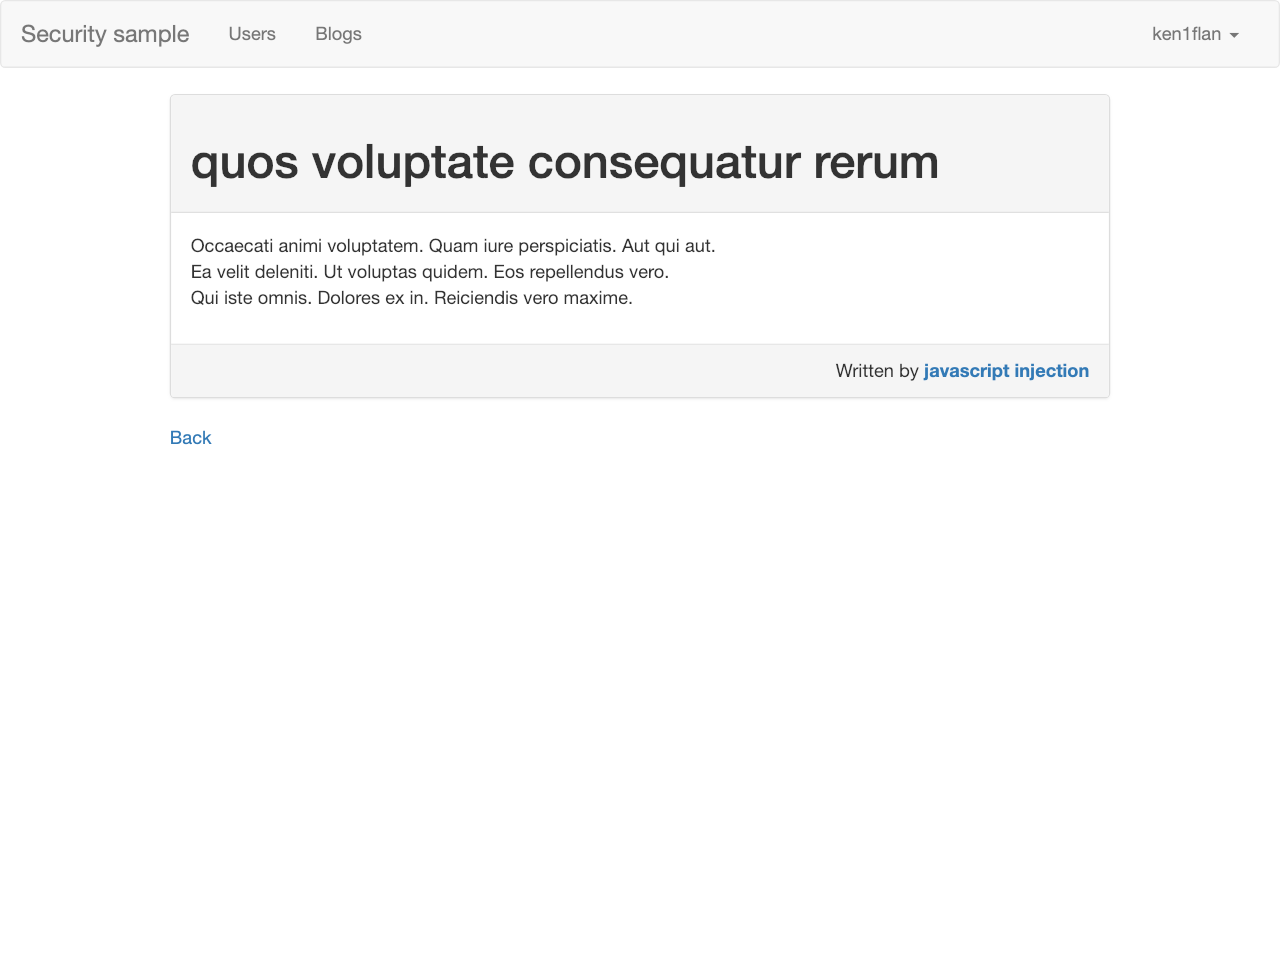 Security sample Users Blogs ken1flan
quos voluptate consequatur rerum
Occaecati animi voluptatem. Quam iure perspiciatis. Aut qui aut.
Ea velit deleniti. Ut voluptas quidem. Eos repellendus vero.
Qui iste omnis. Dolores ex in. Reiciendis vero maxime.
Written by javascript injection
Back